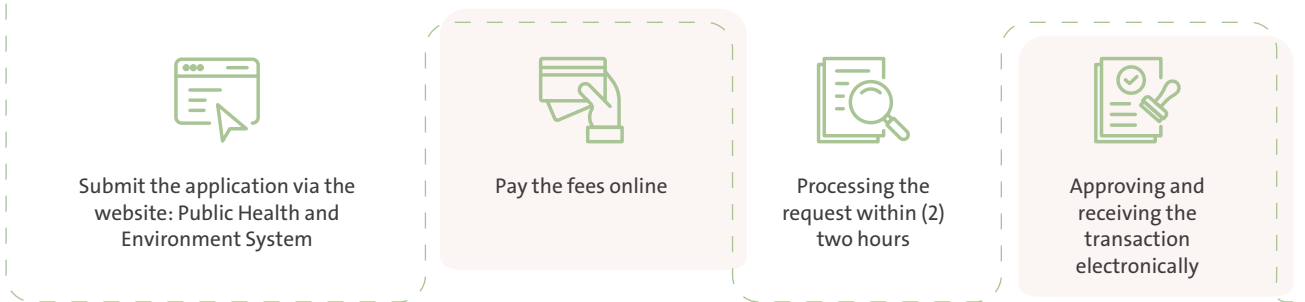 Submit the application via the
website: Public Health and
Environment System
Pay the fees online
Processing the
request within (2)
two hours
Approving and
receiving the
transaction
electronically